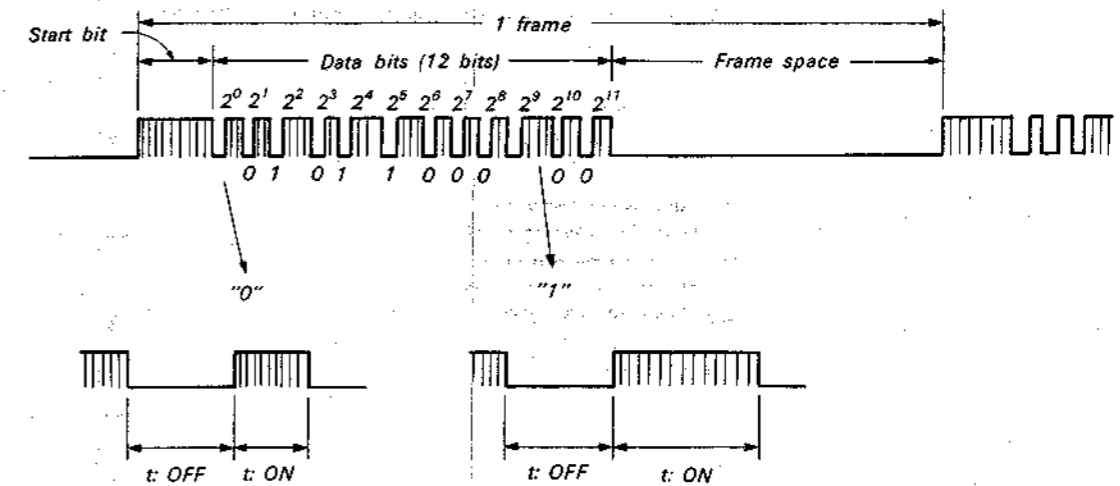 1 frame
Start bit
Data bits (12 bits)
Frame space
2⁰ 2¹ 2² 2³ 2⁴ 2⁵ 2⁶ 2⁷ 2⁸ 2⁹ 2¹⁰ 2¹¹
0 1 0 1 1 0 0 0 0 0
"0" "1"
t: OFF t: ON t: OFF t: ON